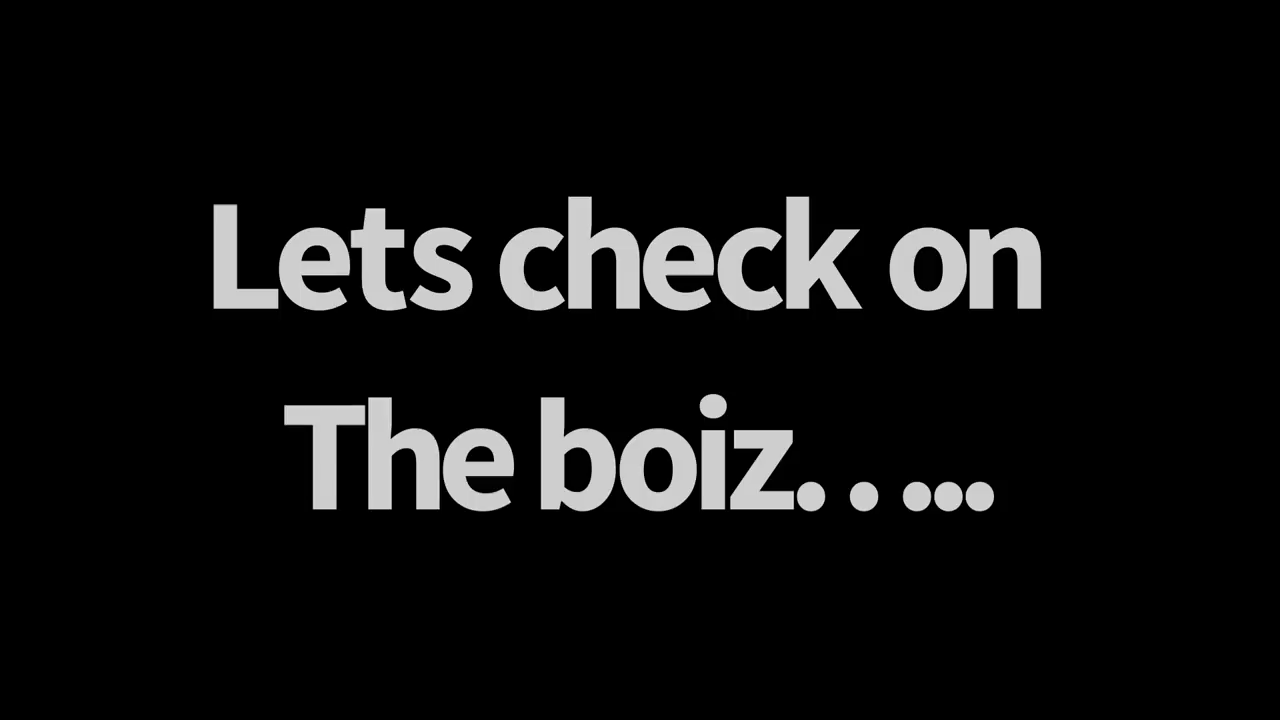 Lets check on
The boiz. . ...